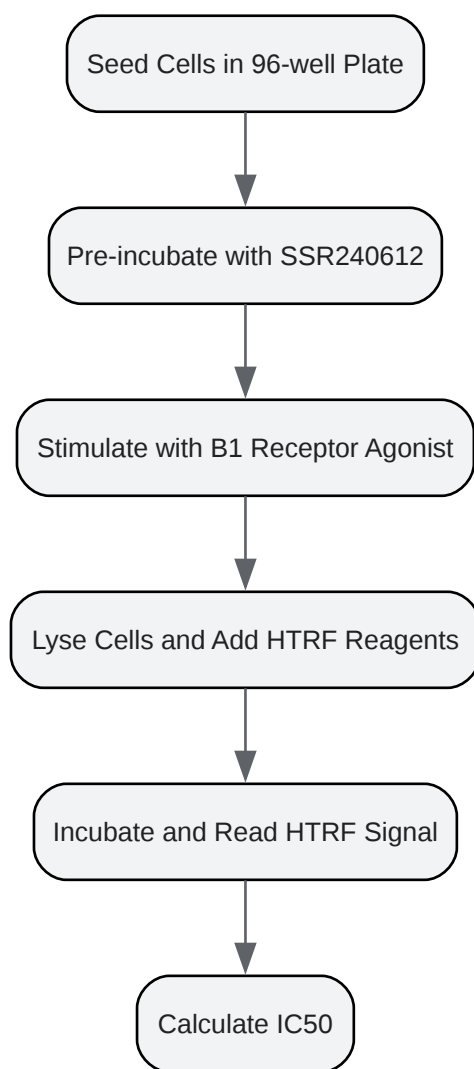 Seed Cells in 96-well Plate
Pre-incubate with SSR240612
Stimulate with B1 Receptor Agonist
Lyse Cells and Add HTRF Reagents
Incubate and Read HTRF Signal
Calculate IC50